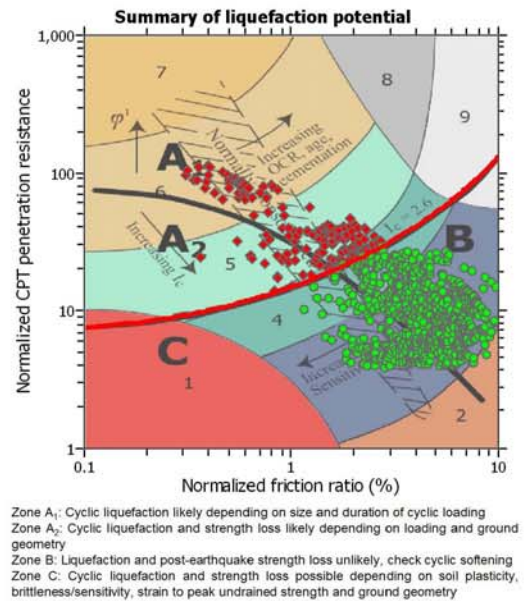 Summary of liquefaction potential
1,000
100
10
1
0.1
1
10
Normalized CPT penetration resistance
Normalized friction ratio (%)
7
8
9
φ'
Increasing
OCR, age,
cementation
A
6
A2
Increasing Ic
5
Ic = 2.6
B
4
C
1
Increasing
Sensitivity
2
Zone A1: Cyclic liquefaction likely depending on size and duration of cyclic loading
Zone A2: Cyclic liquefaction and strength loss likely depending on loading and ground
geometry
Zone B: Liquefaction and post-earthquake strength loss unlikely, check cyclic softening
Zone C: Cyclic liquefaction and strength loss possible depending on soil plasticity,
brittleness/sensitivity, strain to peak undrained strength and ground geometry